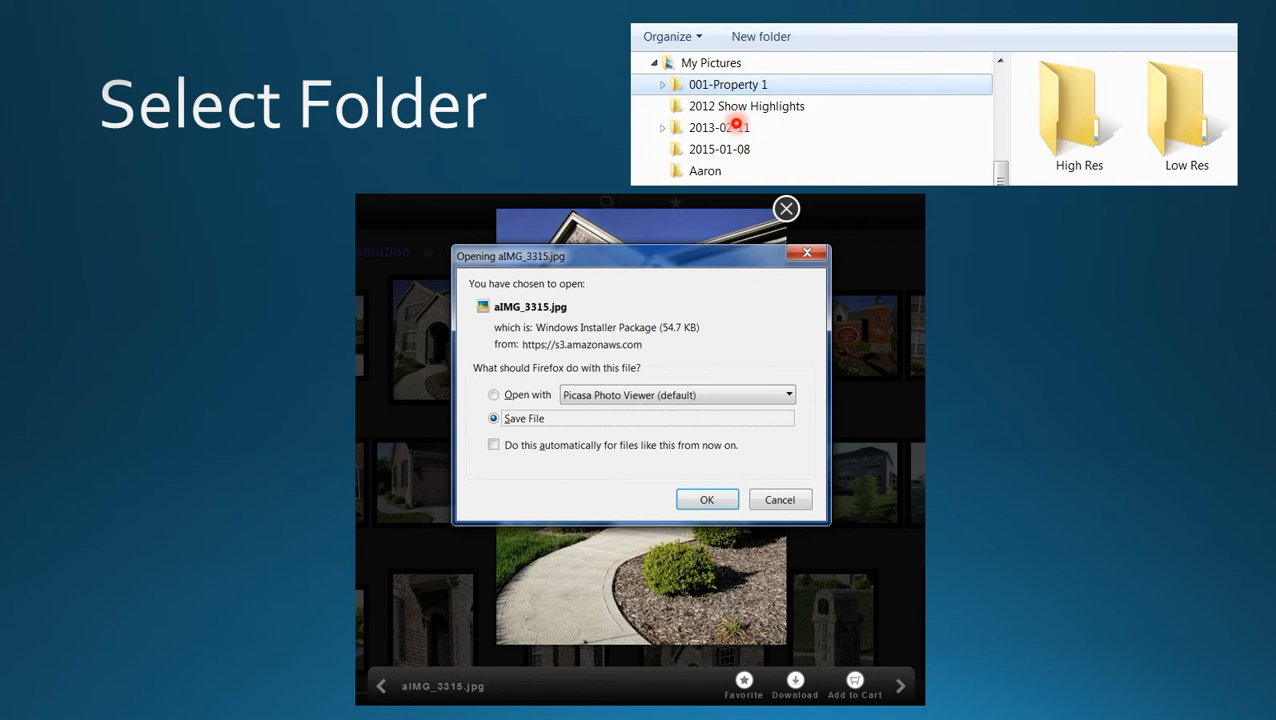 Select Folder
Organize New folder
My Pictures
001-Property 1
2012 Show Highlights
2013-02-11
2015-01-08
Aaron
High Res Low Res
solution
Opening aIMG_3315.jpg
You have chosen to open:
aIMG_3315.jpg
which is: Windows Installer Package (54.7 KB)
from: https://s3.amazonaws.com
What should Firefox do with this file?
Open with Picasa Photo Viewer (default)
Save File
Do this automatically for files like this from now on.
OK Cancel
aIMG_3315.jpg
Favorite Download Add to Cart